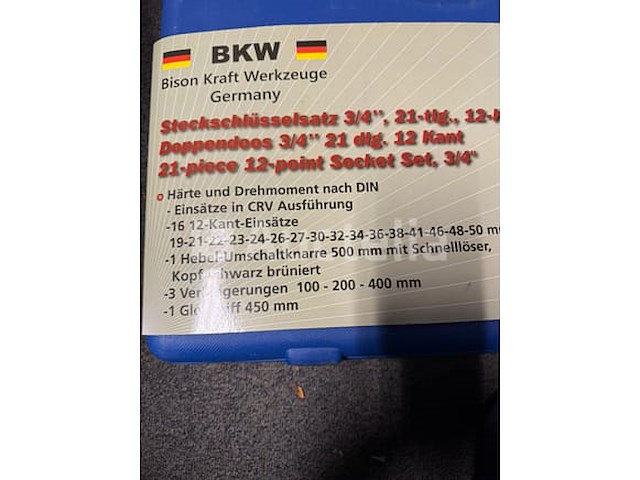 BKW
Bison Kraft Werkzeuge
Germany
Steckschlüsselsatz 3/4", 21-tlg., 12-K
Doppendoos 3/4" 21 dlg. 12 Kant
21-piece 12-point Socket Set, 3/4"
Härte und Drehmoment nach DIN
- Einsätze in CRV Ausführung
-16 12-Kant-Einsätze
19-21-22-23-24-26-27-30-32-34-36-38-41-46-48-50 m
-1 Hebel-Umschaltknarre 500 mm mit Schnelllöser,
Kopf schwarz brüniert
-3 100 - 200 - 400 mm
-1 450 mm